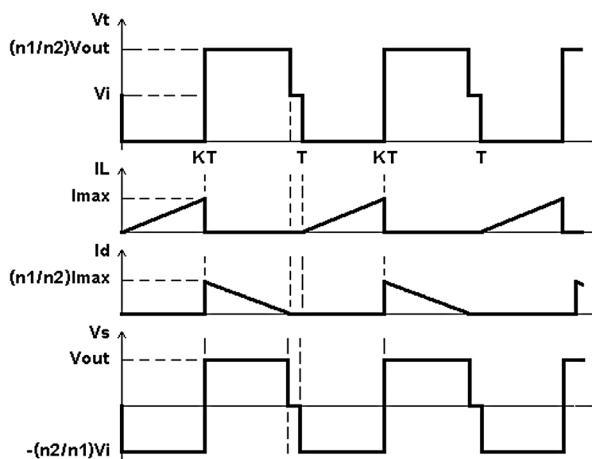 Vt
(n1/n2)Vout
Vi
KT T KT T
IL
Imax
Id
(n1/n2)Imax
Vs
Vout
-(n2/n1)Vi